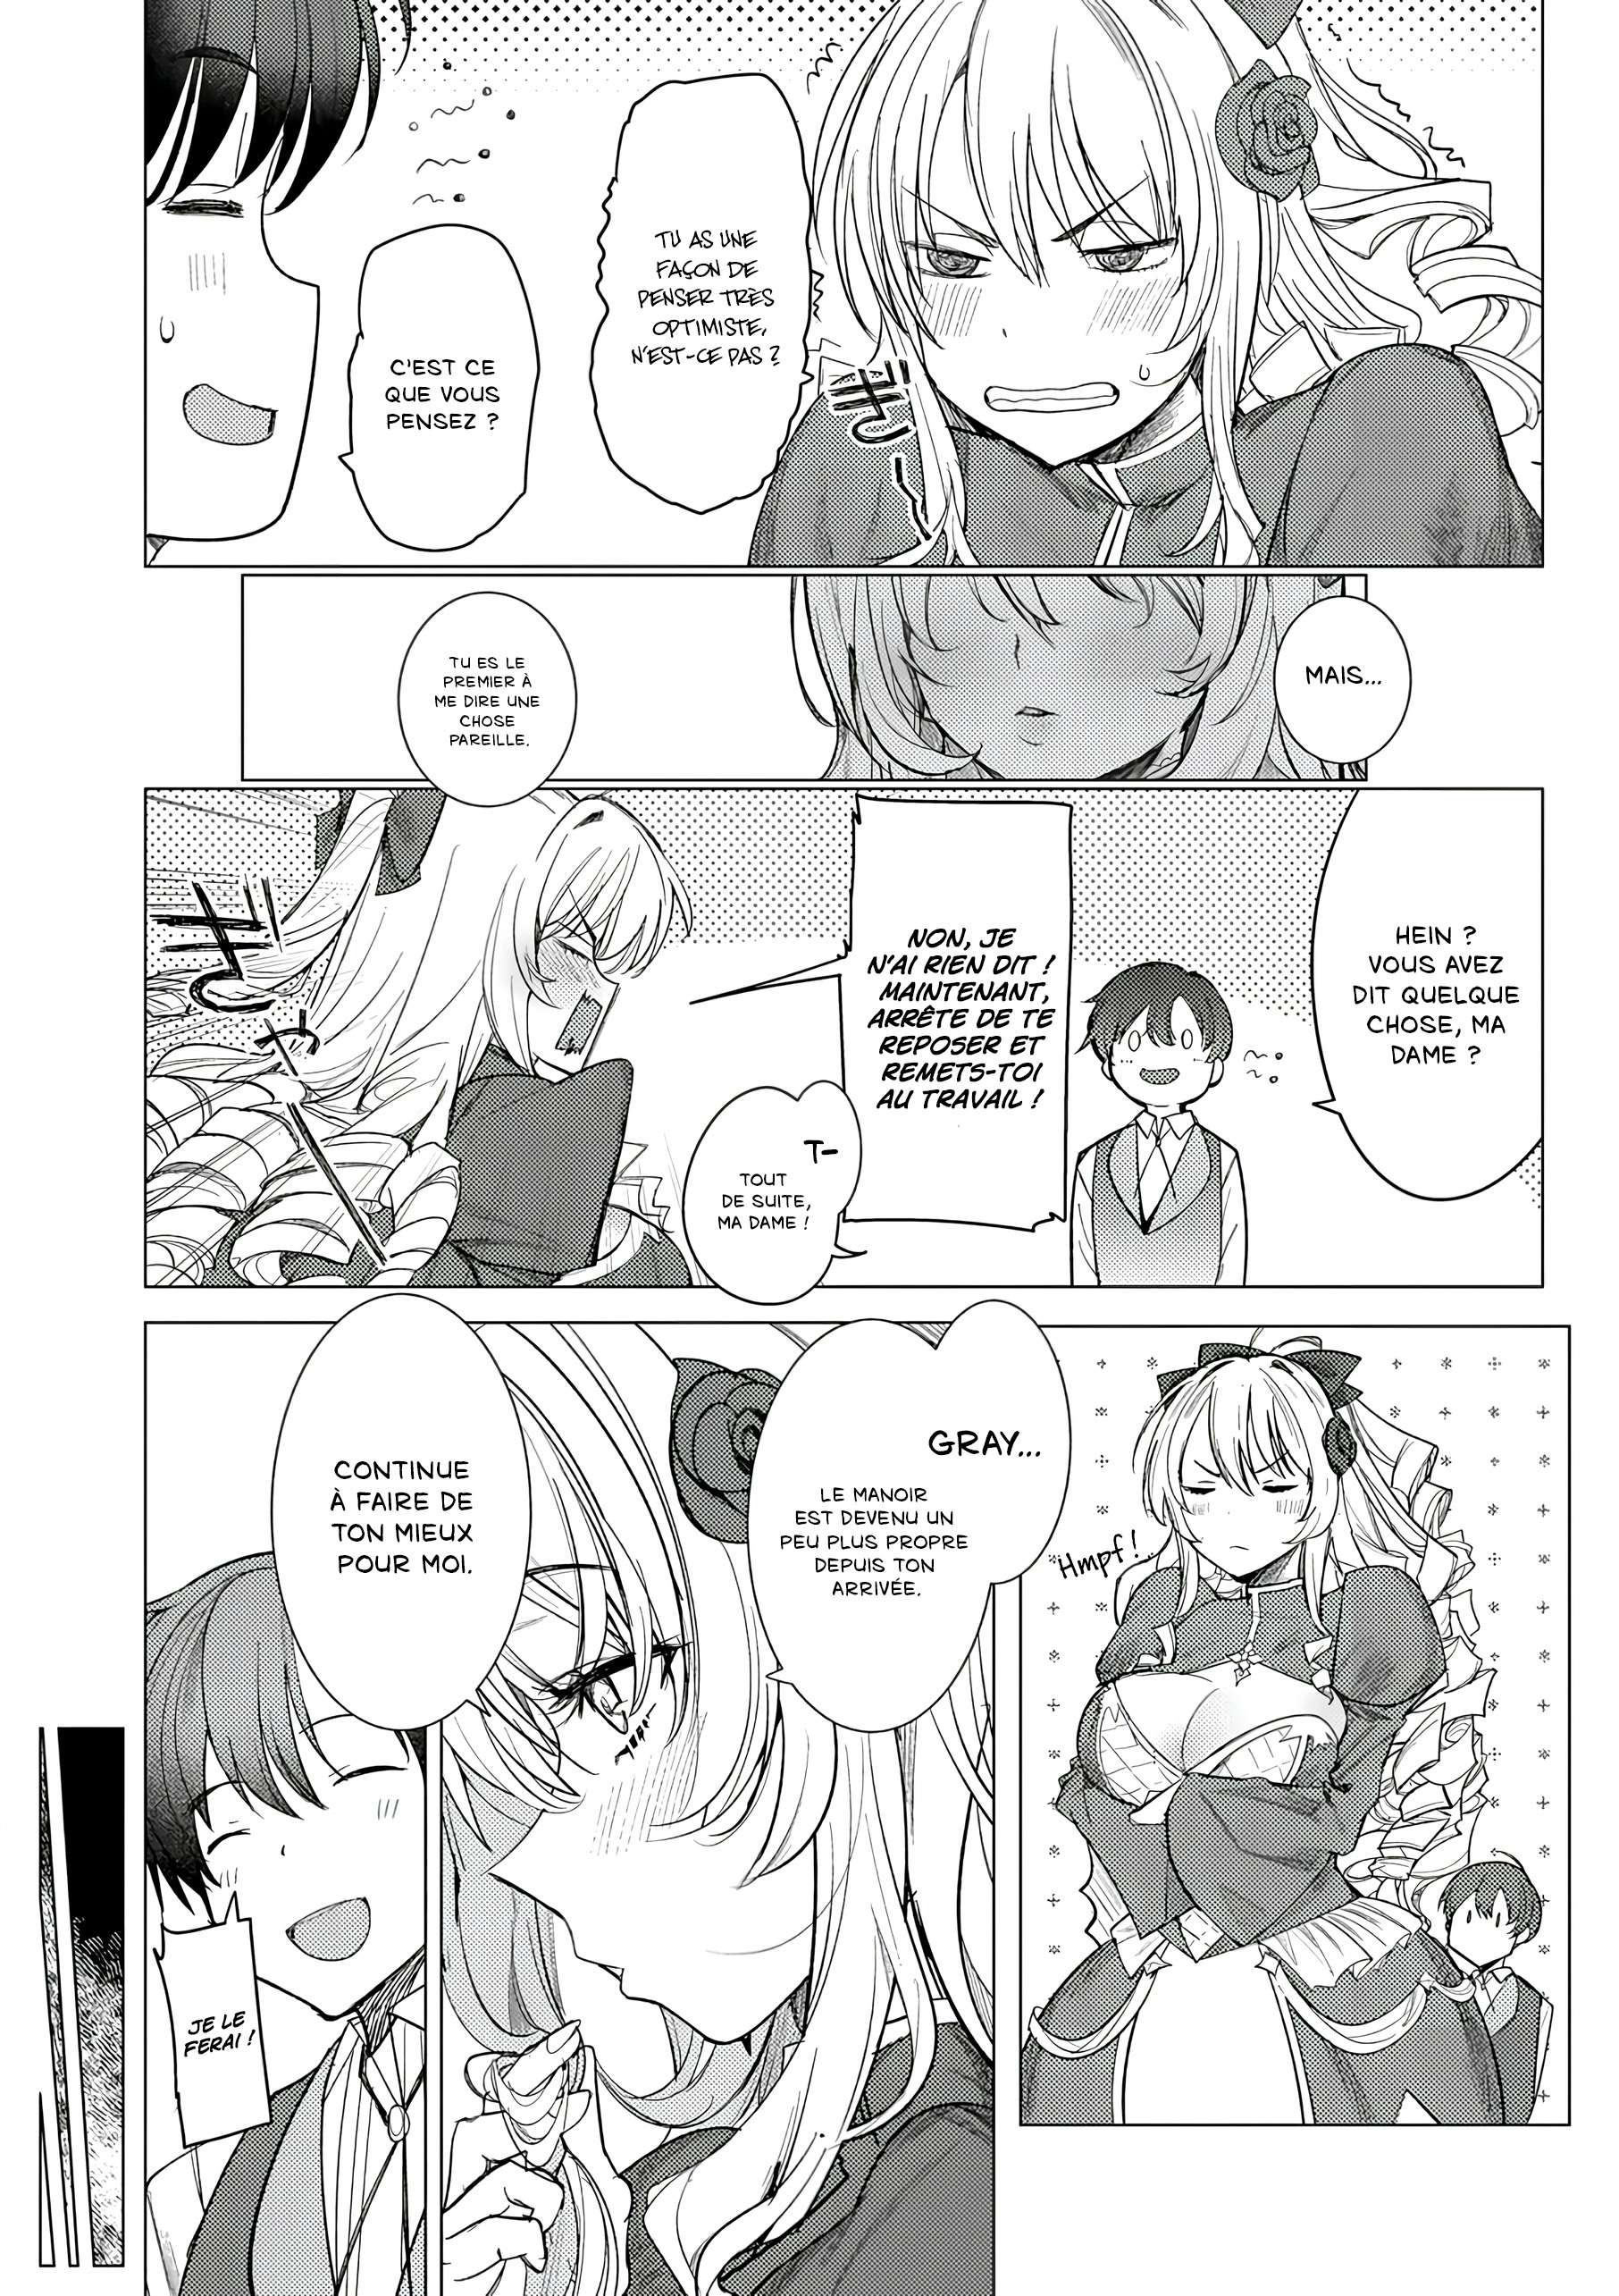 TU AS UNE
FAÇON DE
PENSER TRÈS
OPTIMISTE,
N'EST-CE PAS ?
C'EST CE
QUE VOUS
PENSEZ ?
MAIS...
TU ES LE
PREMIER À
ME DIRE UNE
CHOSE
PAREILLE.
HEIN ?
VOUS AVEZ
DIT QUELQUE
CHOSE, MA
DAME ?
NON, JE
N'AI RIEN DIT !
MAINTENANT,
ARRÊTE DE TE
REPOSER ET
REMETS-TOI
AU TRAVAIL !
T-
TOUT
DE SUITE,
MA DAME !
Hmpf !
GRAY...
LE MANOIR
EST DEVENU UN
PEU PLUS PROPRE
DEPUIS TON
ARRIVÉE.
CONTINUE
À FAIRE DE
TON MIEUX
POUR MOI.
JE LE
FERAI !